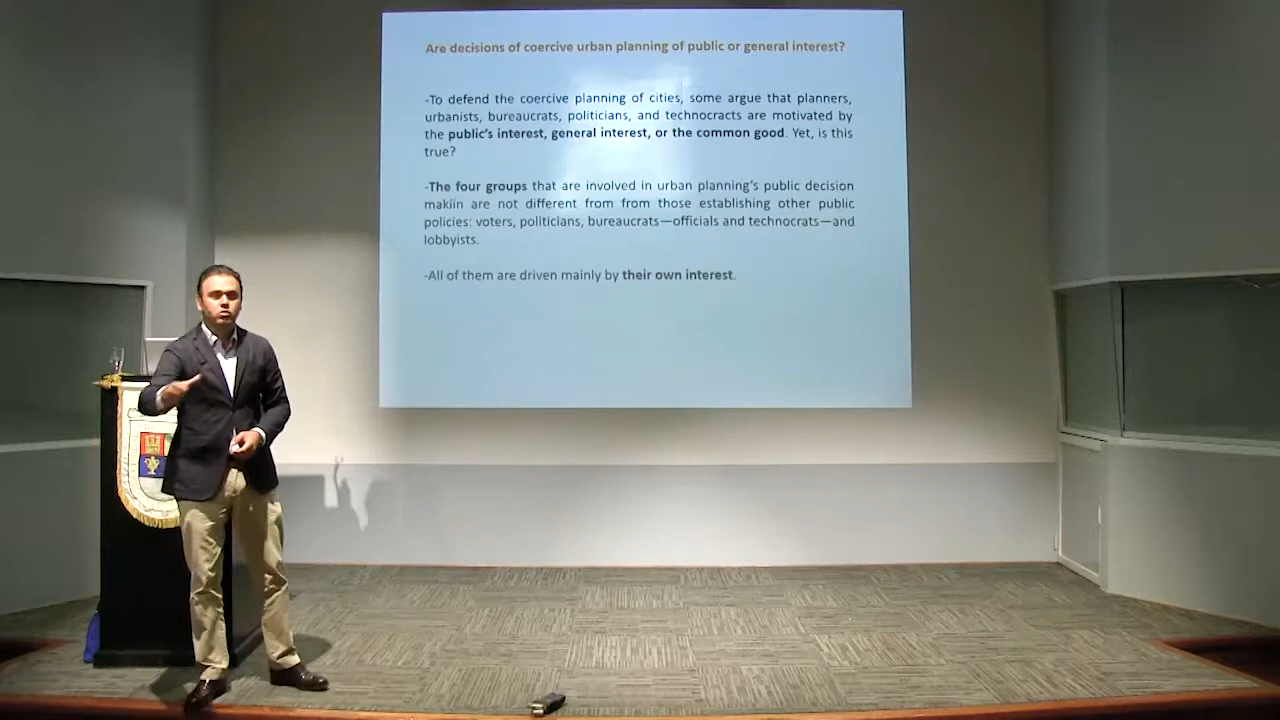 Are decisions of coercive urban planning of public or general interest?
-To defend the coercive planning of cities, some argue that planners,
urbanists, bureaucrats, politicians, and technocracts are motivated by
the public's interest, general interest, or the common good. Yet, is this
true?
-The four groups that are involved in urban planning's public decision
makiin are not different from from those establishing other public
policies: voters, politicians, bureaucrats—officials and technocrats—and
lobbyists.
-All of them are driven mainly by their own interest.